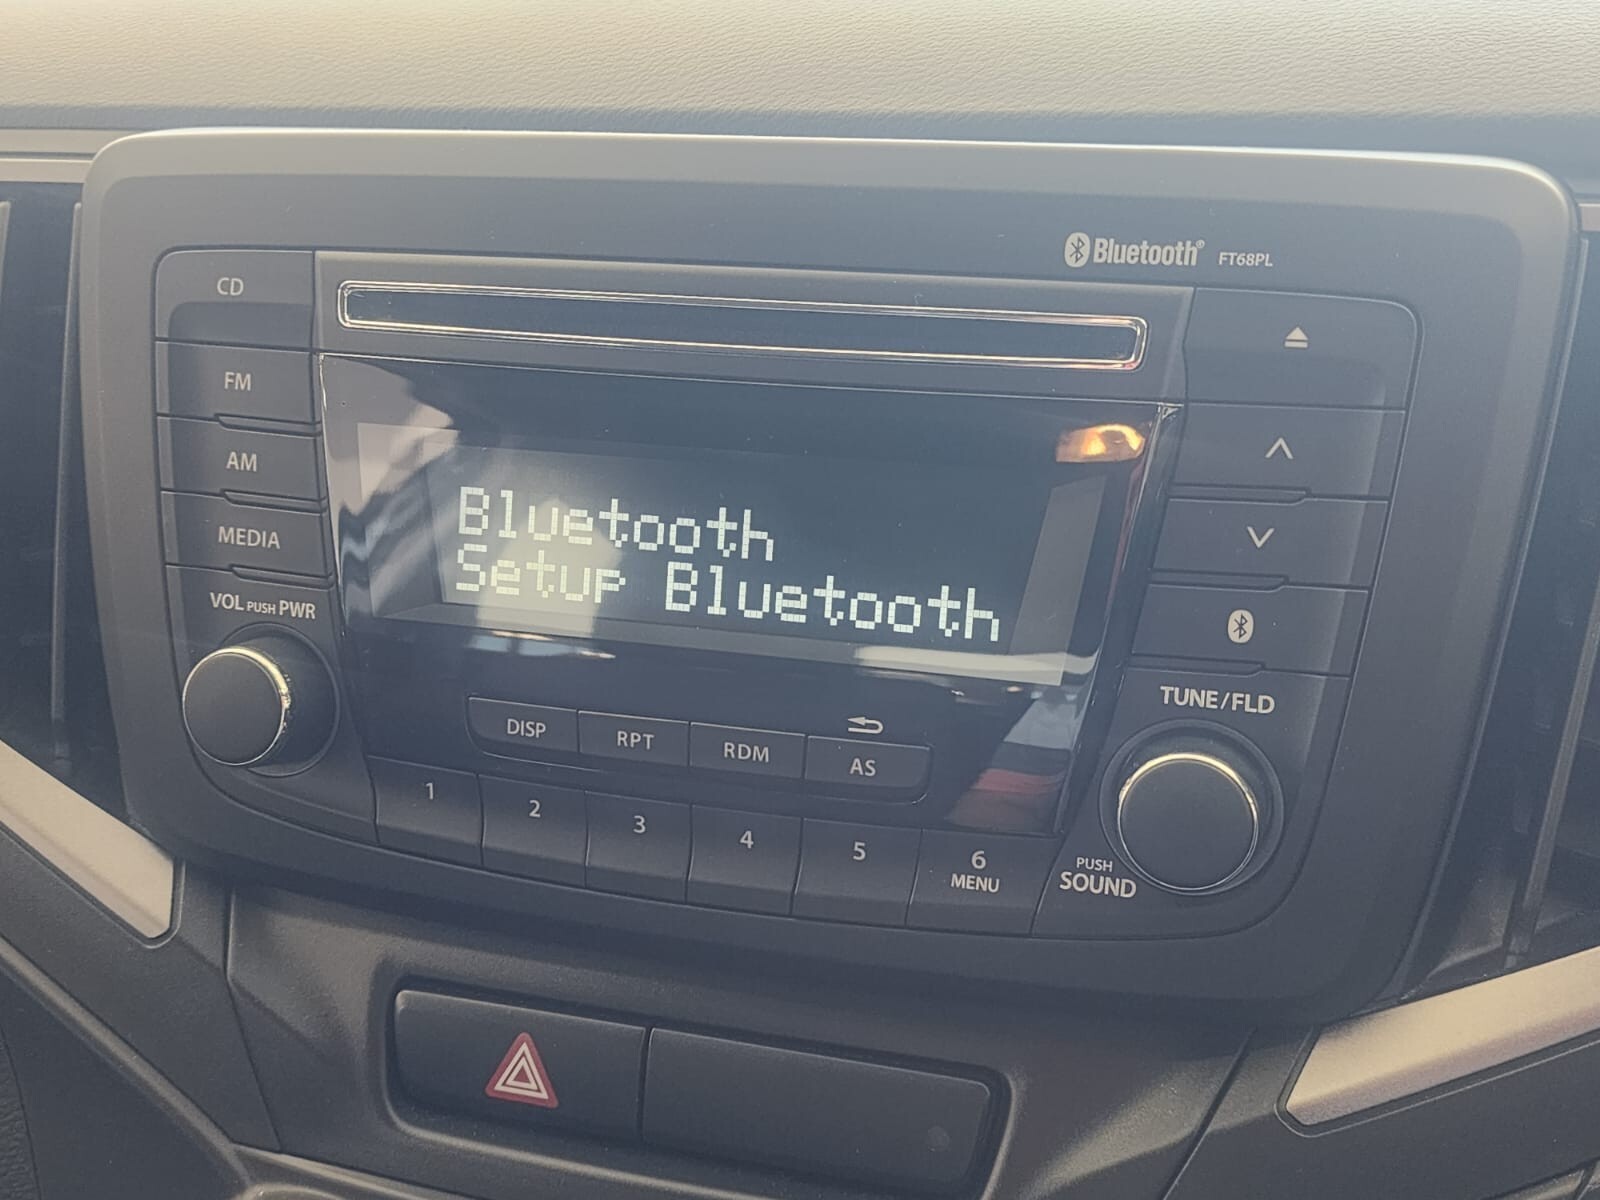 Bluetooth® FT68PL
CD
FM
AM
MEDIA
VOL PUSH PWR
Bluetooth
Setup Bluetooth
TUNE/FLD
DISP RPT RDM AS
1 2 3 4 5 6
MENU
PUSH
SOUND